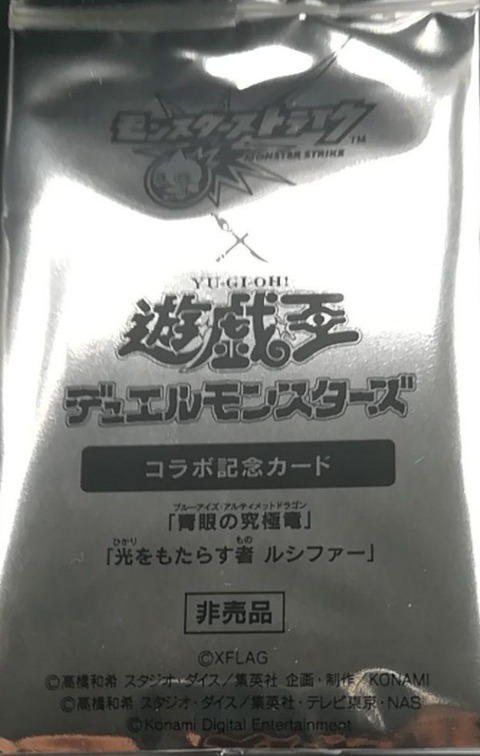 モンスターストライク™
MONSTER STRIKE
×
YU-GI-OH!
遊戯王
デュエルモンスターズ
コラボ記念カード
ブルーアイズ・アルティメットドラゴン
「青眼の究極竜」
ひかり もの
「光をもたらす者 ルシファー」
非売品
©XFLAG
©高橋和希 スタジオ・ダイス/集英社 企画・制作/KONAMI
©高橋和希 スタジオ・ダイス/集英社・テレビ東京・NAS
©Konami Digital Entertainment